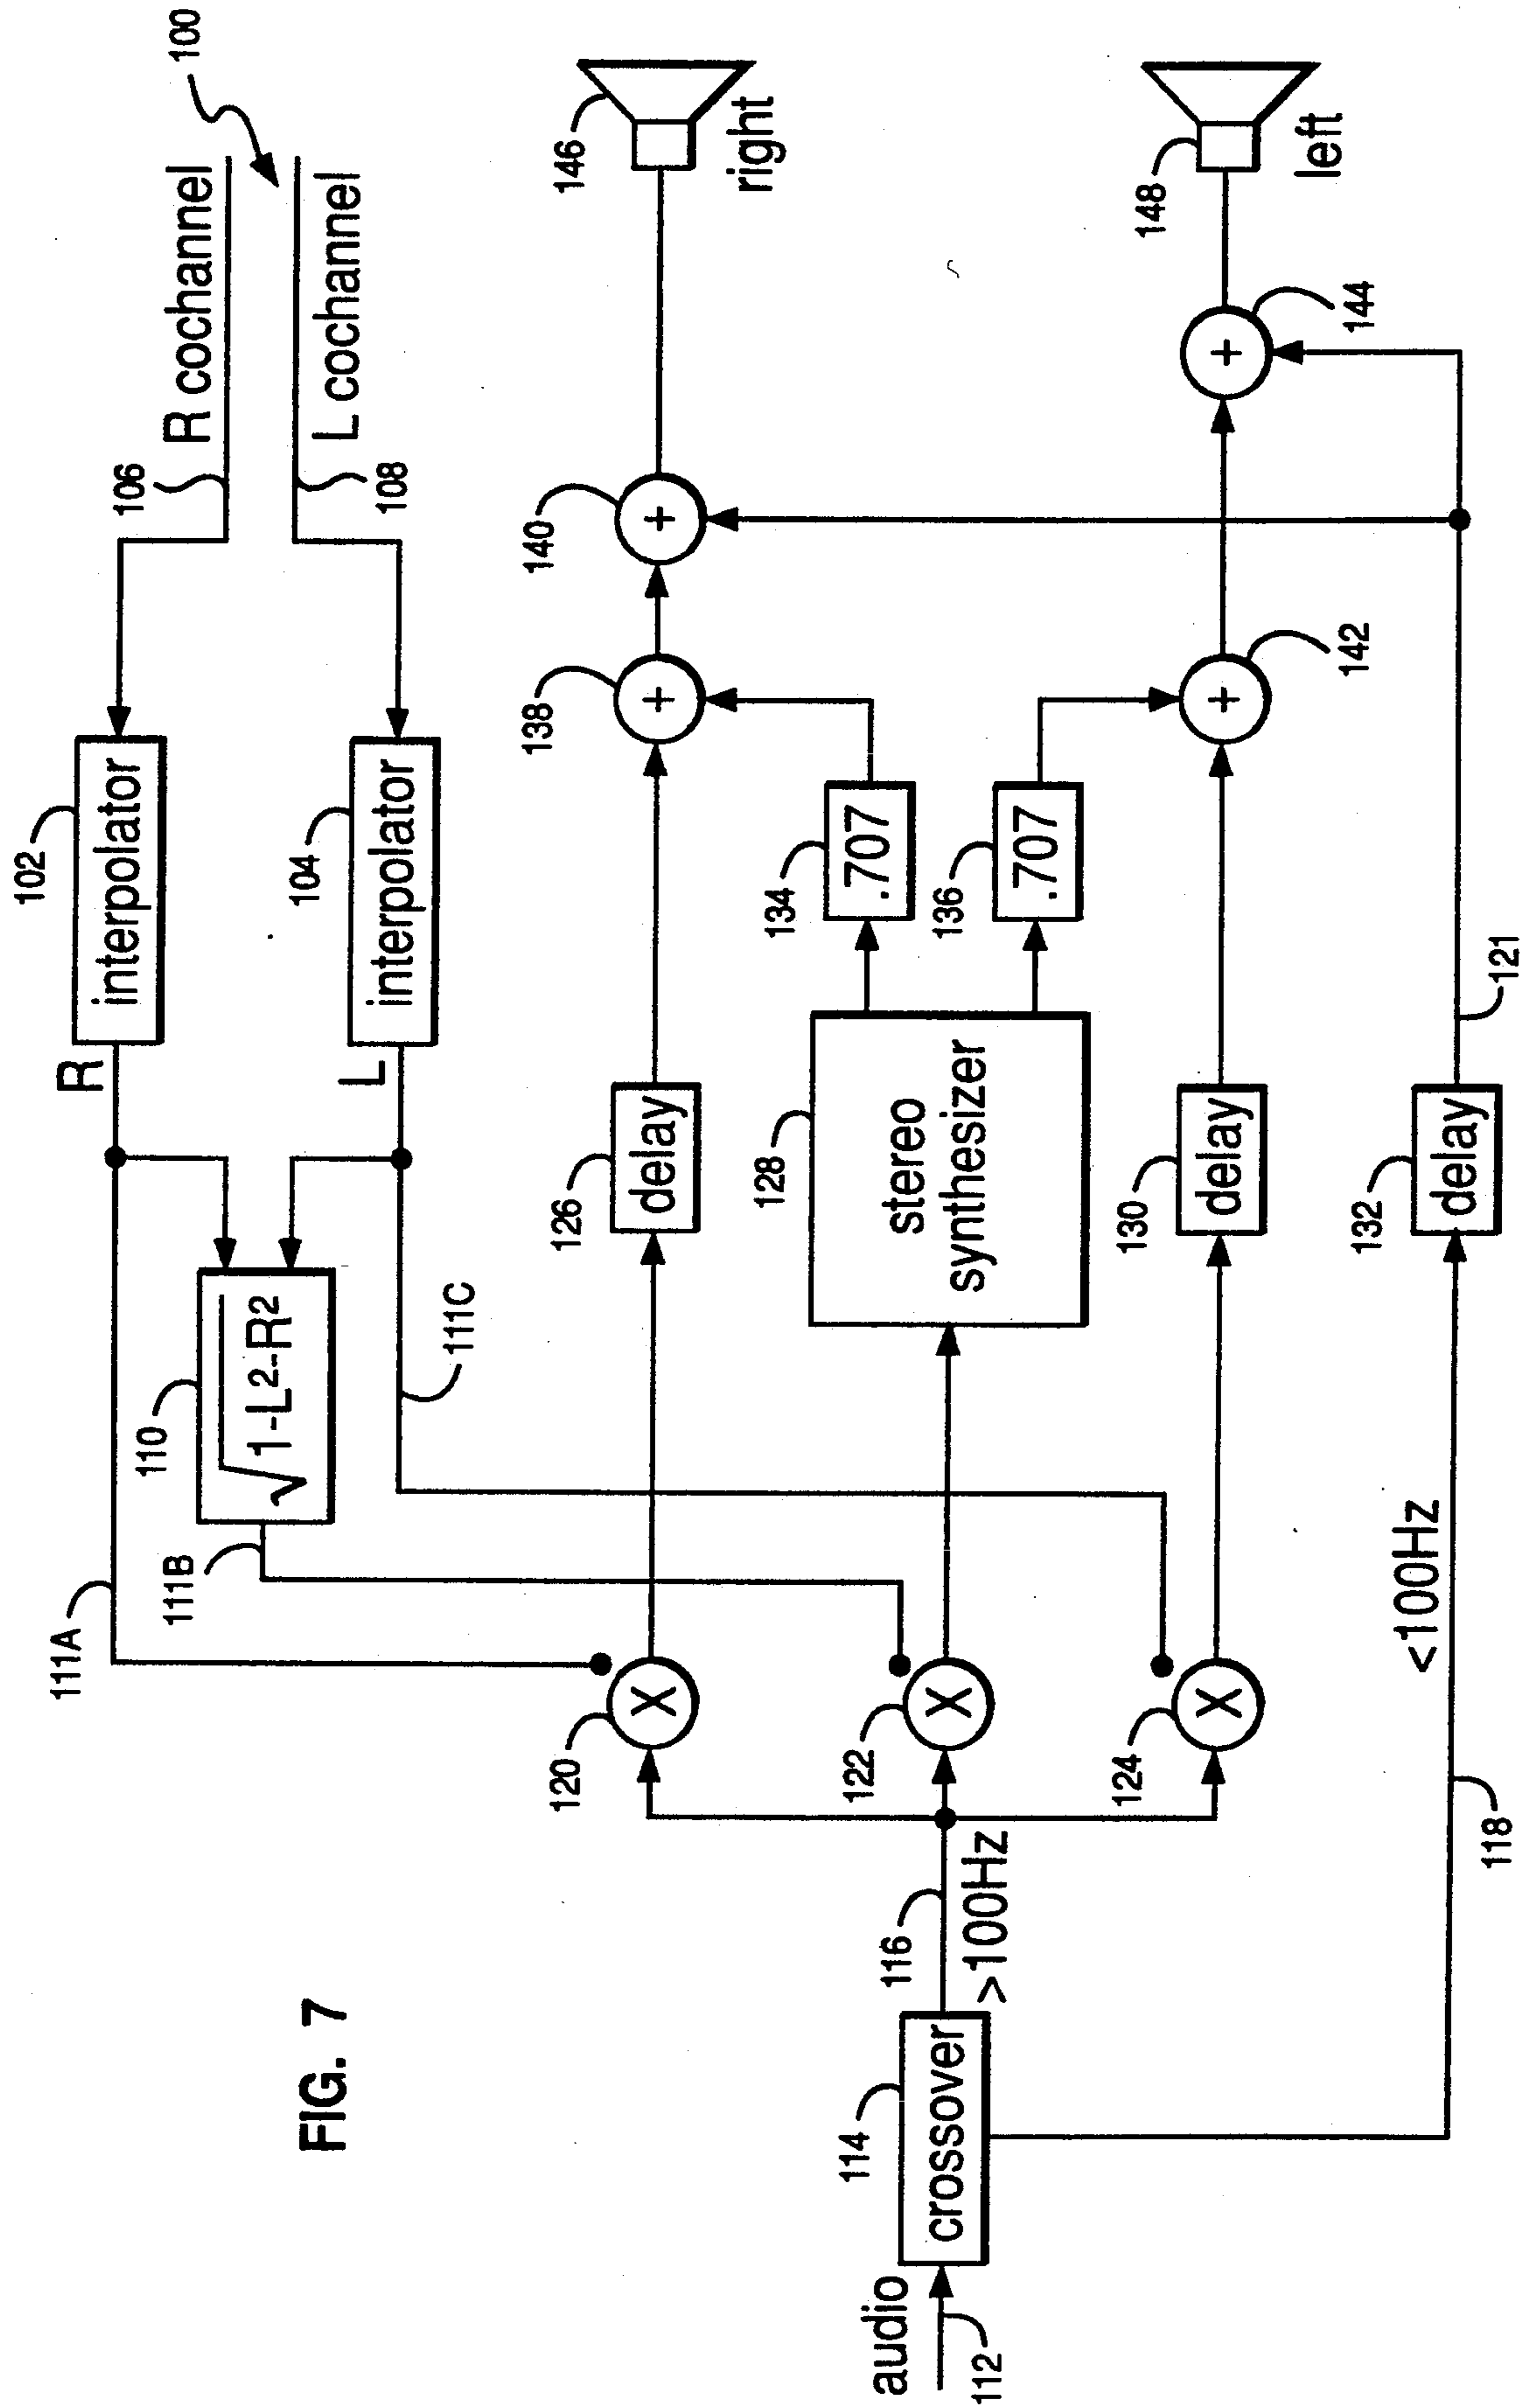 FIG. 7
100
R cochannel
106
L cochannel
108
102
interpolator
R
104
interpolator
L
110
√1-L²-R²
111A
111B
111C
audio
112
114
crossover
116
>100Hz
118
<100Hz
120
X
122
X
124
X
126
delay
128
stereo
synthesizer
130
delay
132
delay
121
134
.707
136
.707
138
+
140
+
142
+
144
+
146
right
148
left